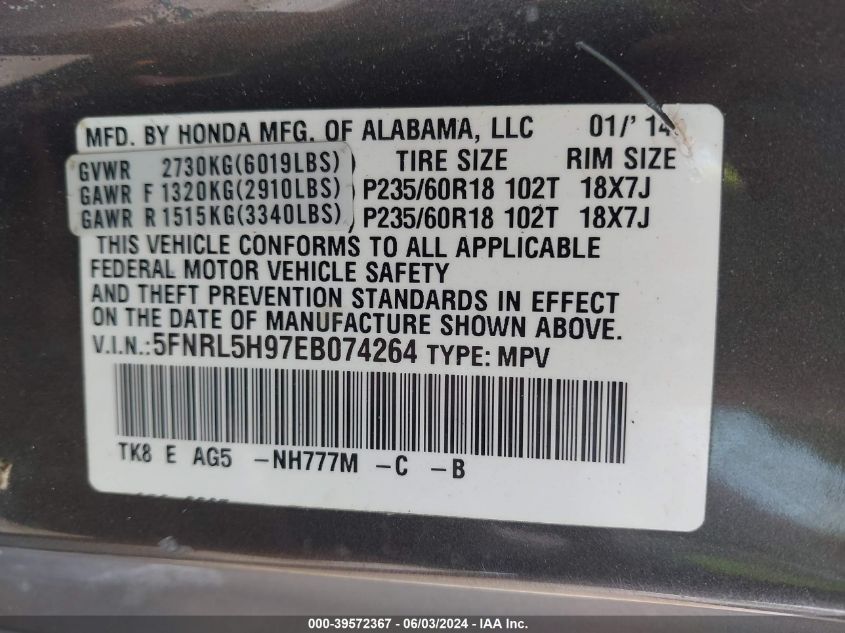 MFD. BY HONDA MFG. OF ALABAMA, LLC 01/'14
GVWR 2730KG(6019LBS) TIRE SIZE RIM SIZE
GAWR F 1320KG(2910LBS) P235/60R18 102T 18X7J
GAWR R 1515KG(3340LBS) P235/60R18 102T 18X7J
THIS VEHICLE CONFORMS TO ALL APPLICABLE
FEDERAL MOTOR VEHICLE SAFETY
AND THEFT PREVENTION STANDARDS IN EFFECT
ON THE DATE OF MANUFACTURE SHOWN ABOVE.
V.I.N.:5FNRL5H97EB074264 TYPE: MPV
TK8 E AG5 -NH777M -C -B
000-39572367 | 06/03/2024 | IAA Inc.